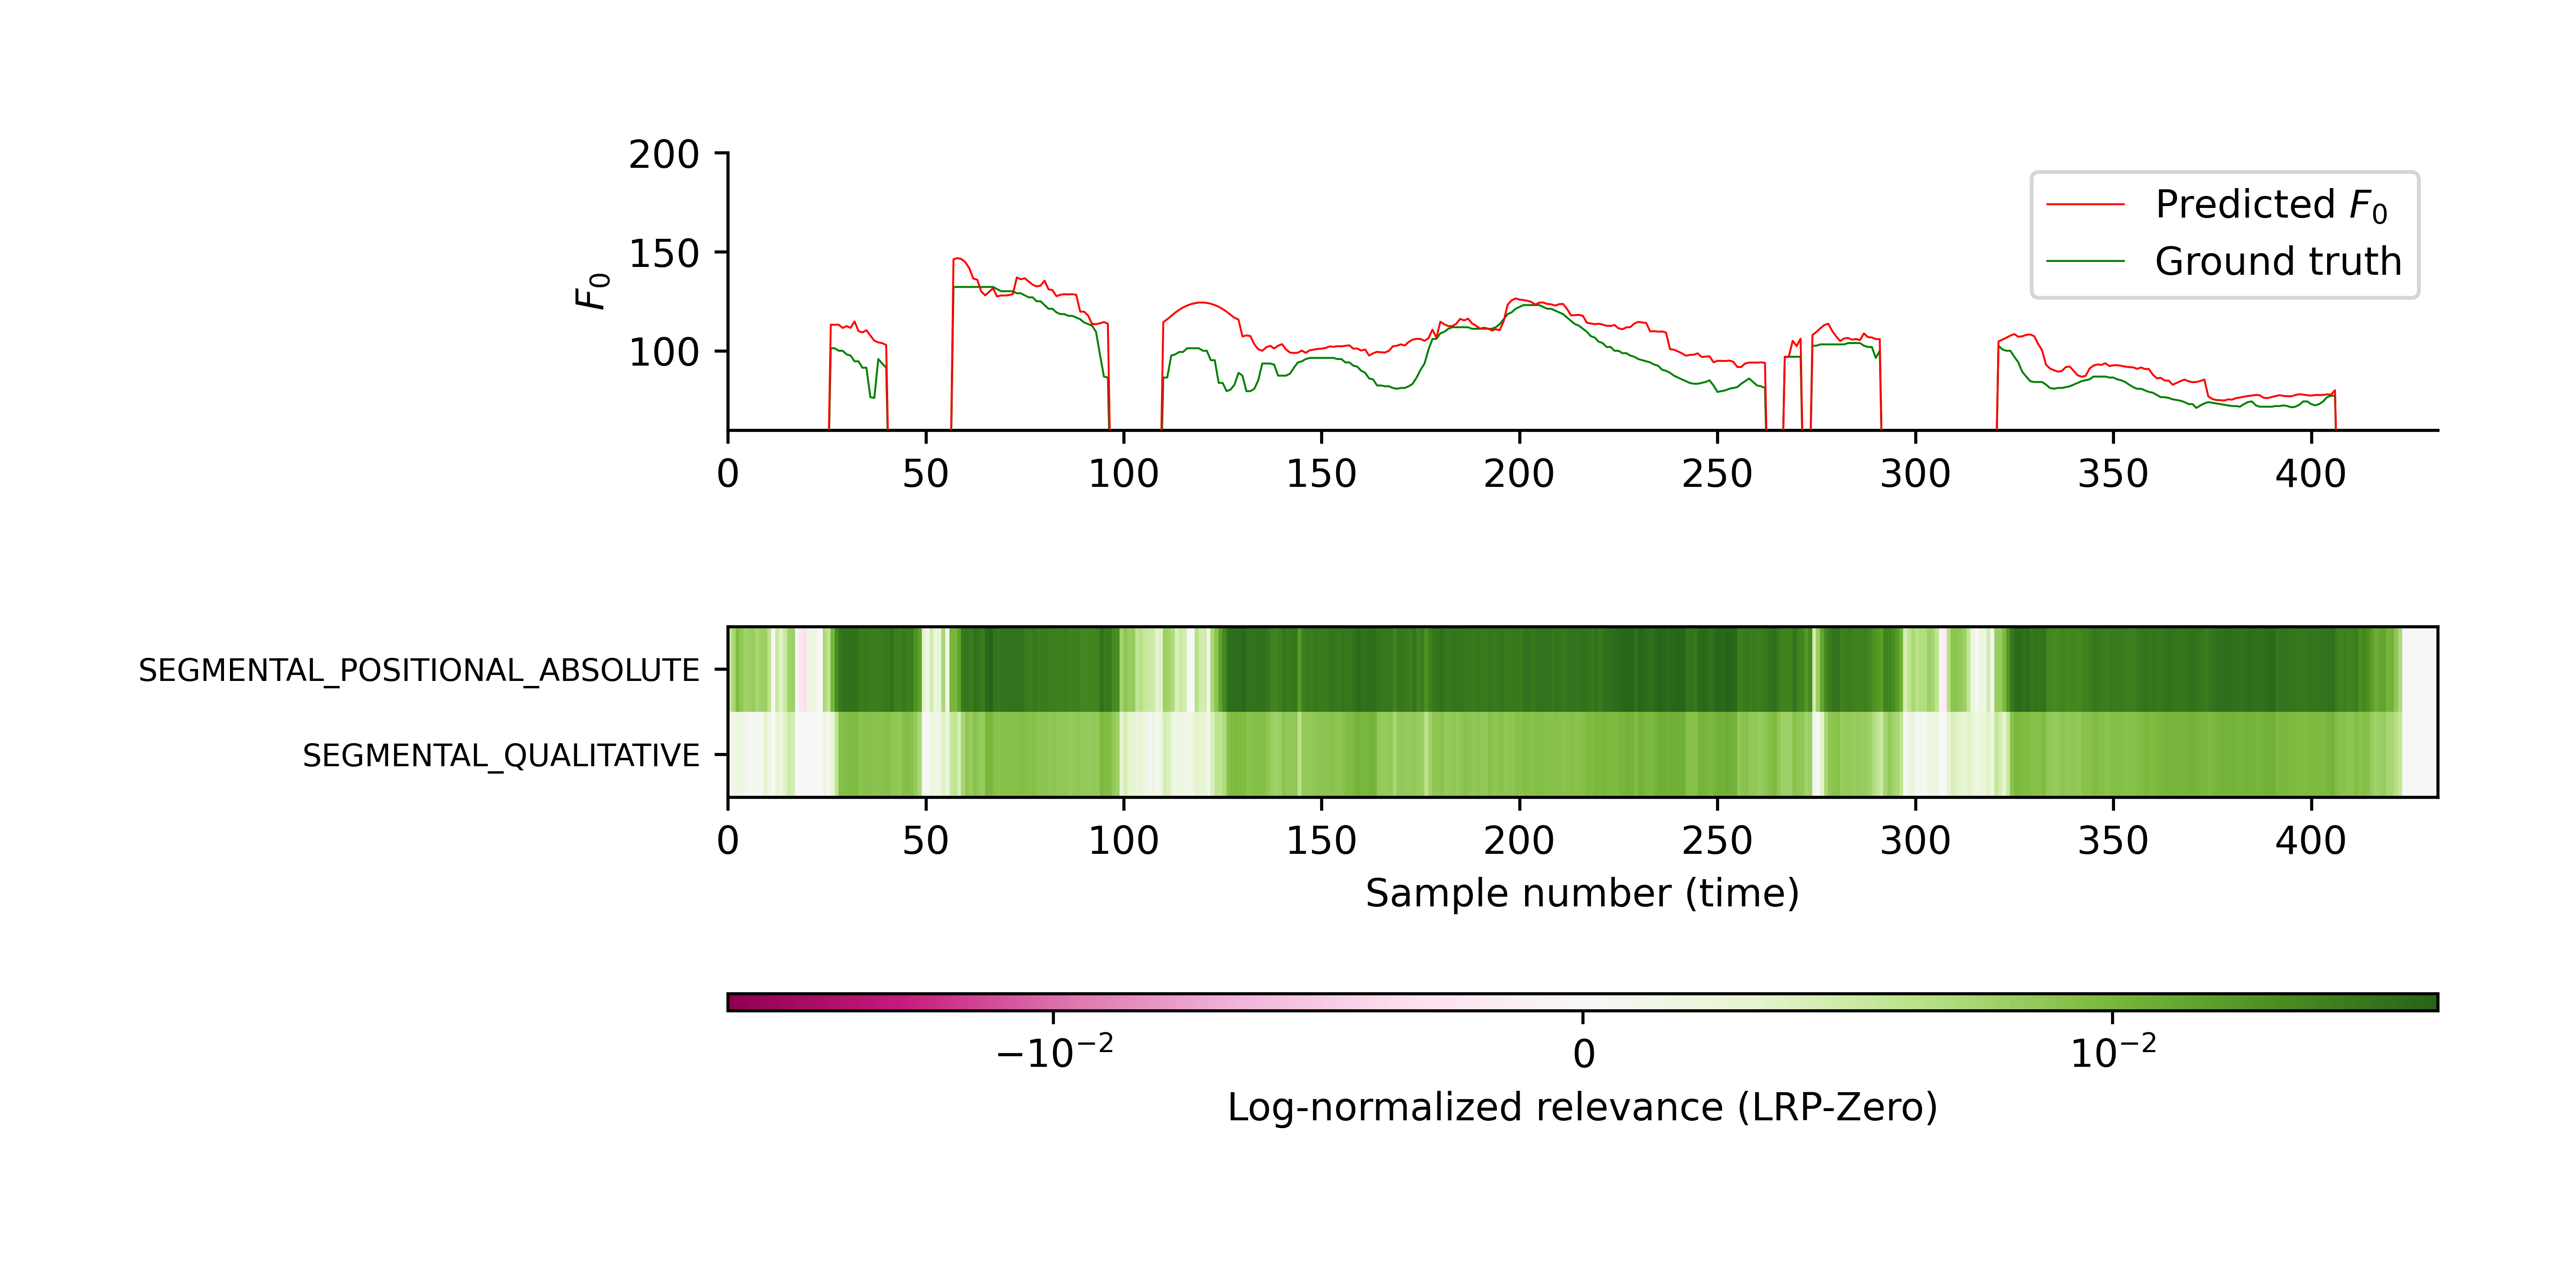 200
150
100
F₀
Predicted F₀
Ground truth
0 50 100 150 200 250 300 350 400
SEGMENTAL_POSITIONAL_ABSOLUTE
SEGMENTAL_QUALITATIVE
0 50 100 150 200 250 300 350 400
Sample number (time)
−10⁻² 0 10⁻²
Log-normalized relevance (LRP-Zero)